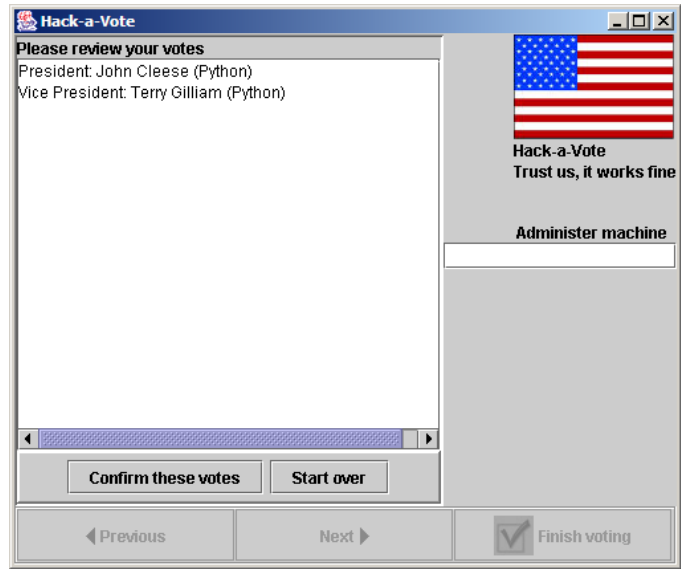 Hack-a-Vote
Please review your votes
President: John Cleese (Python)
Vice President: Terry Gilliam (Python)
Hack-a-Vote
Trust us, it works fine
Administer machine
Confirm these votes
Start over
Previous
Next
Finish voting